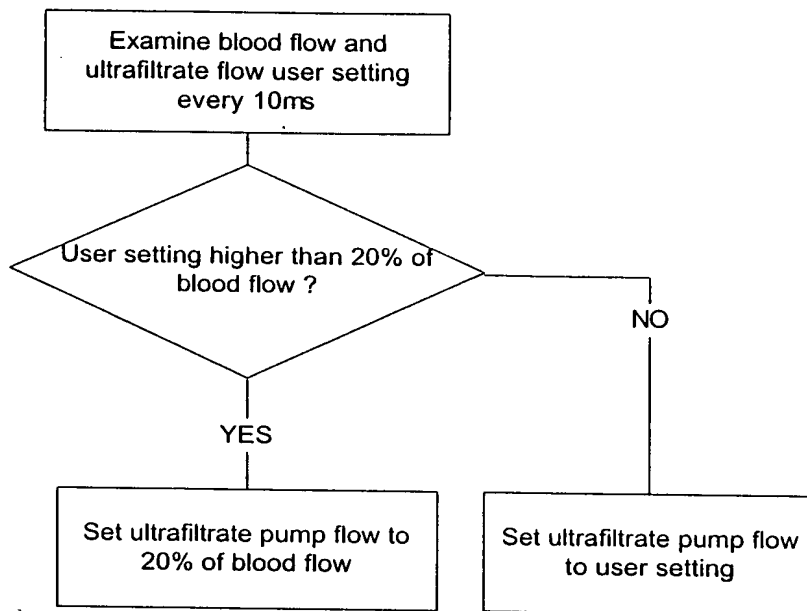 Examine blood flow and
ultrafiltrate flow user setting
every 10ms
User setting higher than 20% of
blood flow ?
NO
YES
Set ultrafiltrate pump flow to
20% of blood flow
Set ultrafiltrate pump flow
to user setting